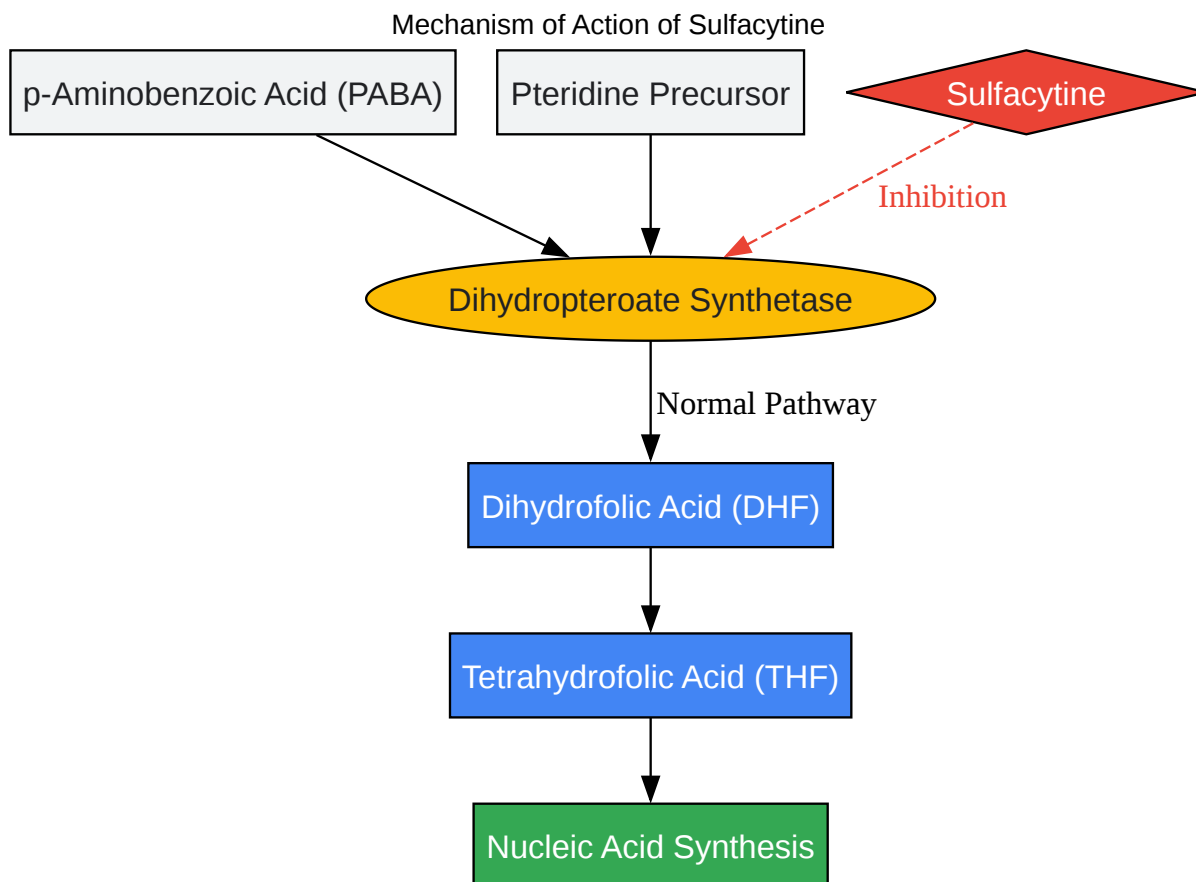 Mechanism of Action of Sulfacytine
p-Aminobenzoic Acid (PABA)
Pteridine Precursor
Sulfacytine
Inhibition
Dihydropteroate Synthetase
Normal Pathway
Dihydrofolic Acid (DHF)
Tetrahydrofolic Acid (THF)
Nucleic Acid Synthesis